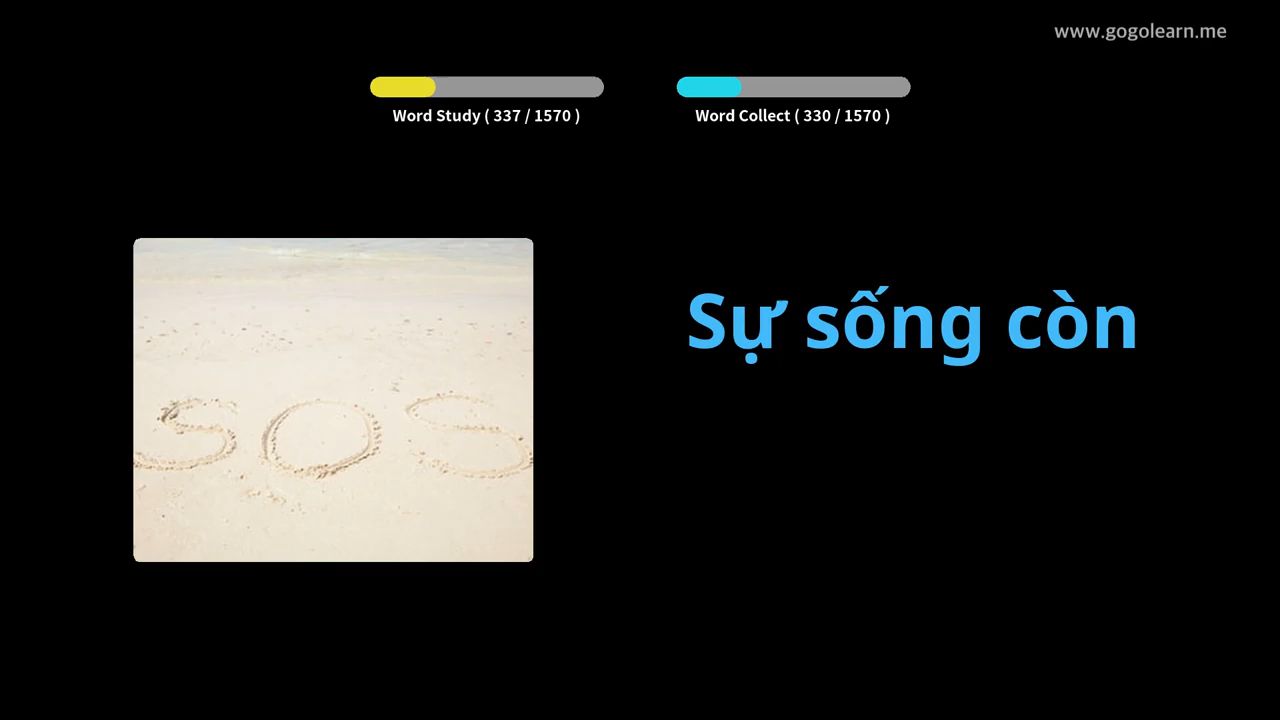 www.gogolearn.me
Word Study ( 337 / 1570 )
Word Collect ( 330 / 1570 )
Sự sống còn
SOS